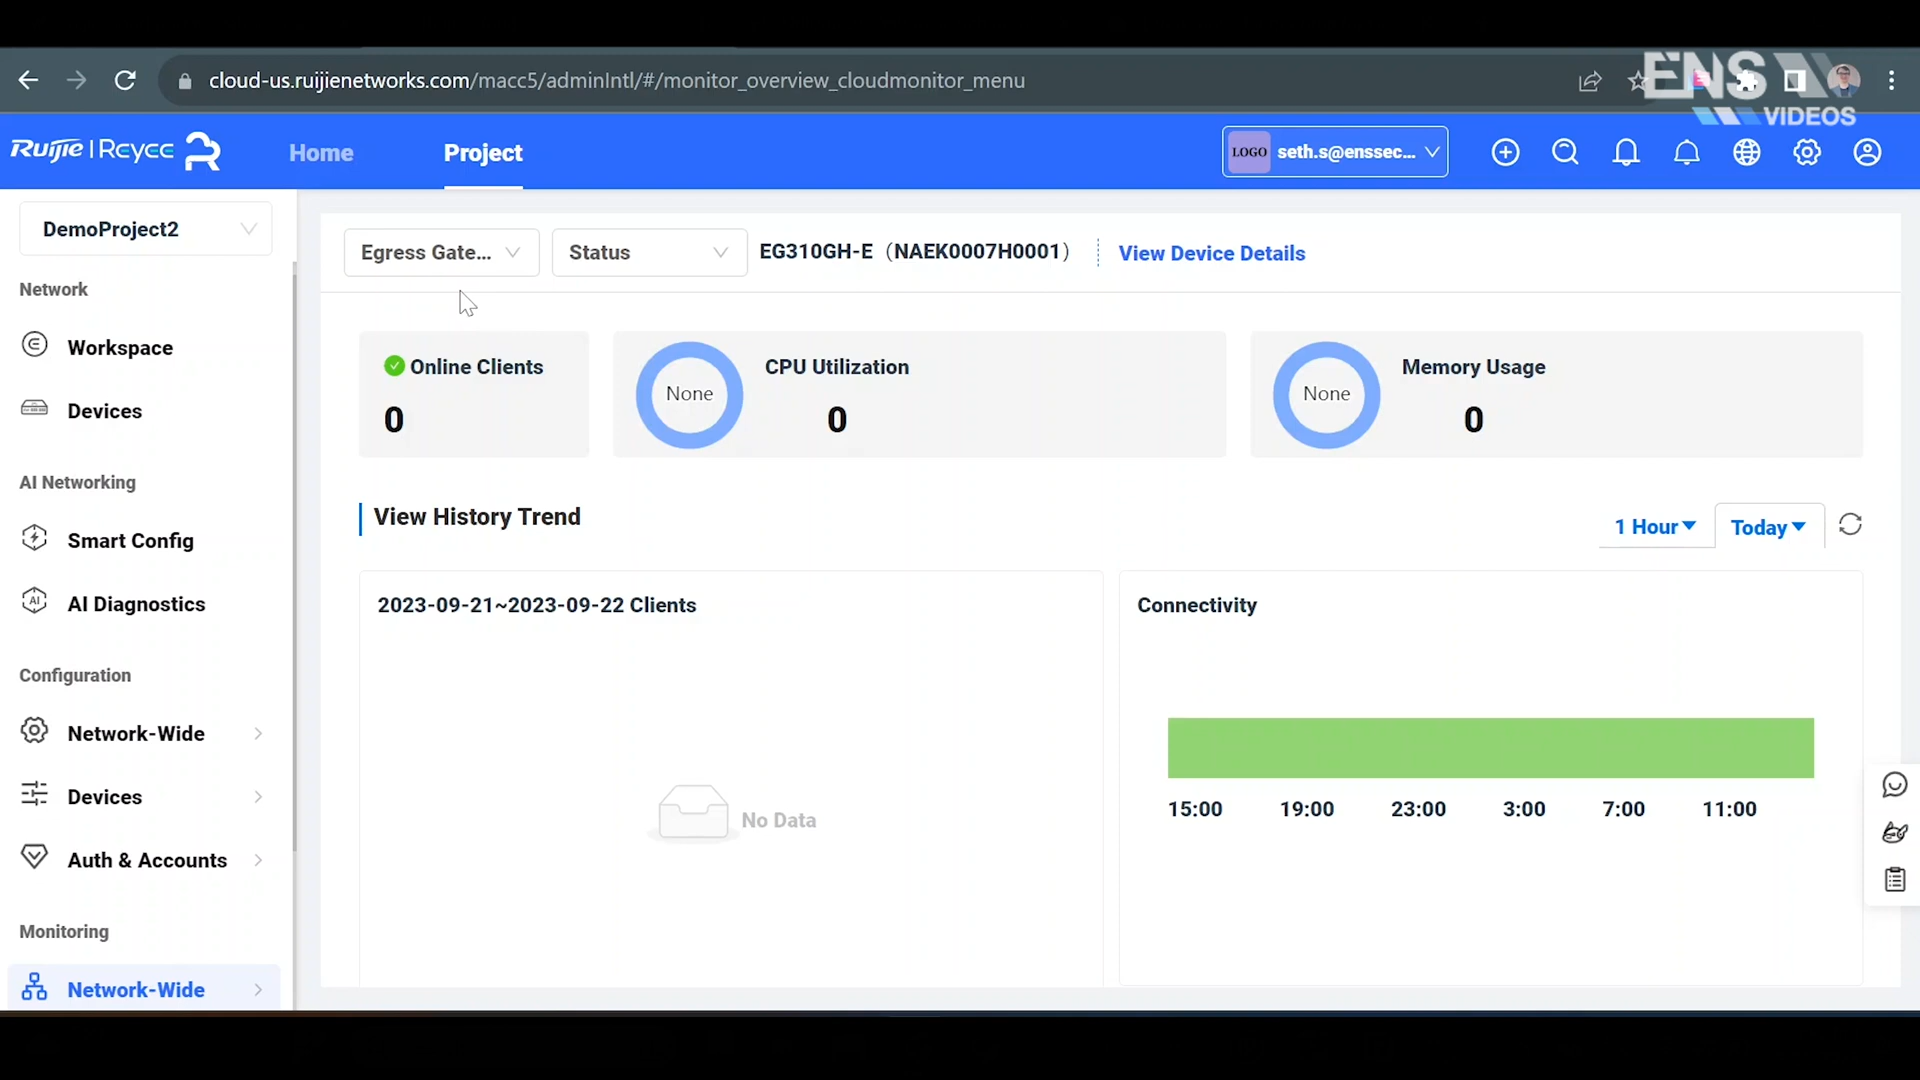 cloud-us.ruijienetworks.com/macc5/adminIntl/#/monitor_overview_cloudmonitor_menu
ENS
VIDEOS
Ruijie | Reyee
Home
Project
LOGO
seth.s@enssec...
DemoProject2
Egress Gate...
Status
EG310GH-E（NAEK0007H0001）
View Device Details
Network
Workspace
Devices
AI Networking
Smart Config
AI Diagnostics
Configuration
Network-Wide
Devices
Auth & Accounts
Monitoring
Network-Wide
Online Clients
0
None
CPU Utilization
0
None
Memory Usage
0
View History Trend
1 Hour
Today
2023-09-21~2023-09-22 Clients
No Data
Connectivity
15:00 19:00 23:00 3:00 7:00 11:00